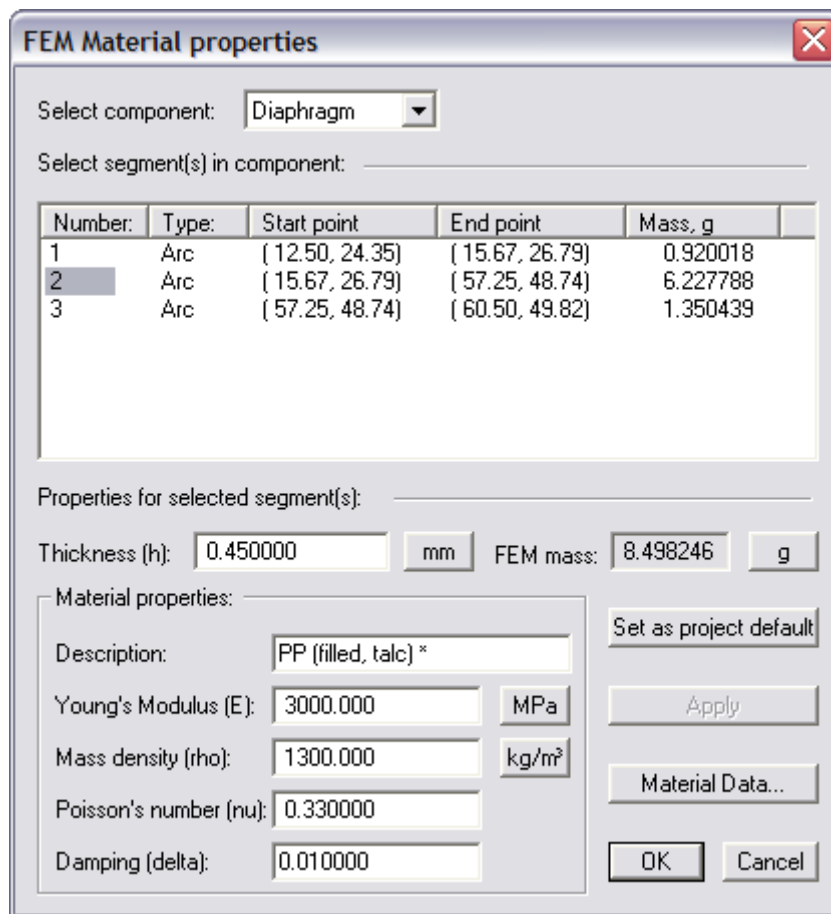 FEM Material properties
Select component: Diaphragm
Select segment(s) in component:
Number: Type: Start point End point Mass, g
1 Arc ( 12.50, 24.35) ( 15.67, 26.79) 0.920018
2 Arc ( 15.67, 26.79) ( 57.25, 48.74) 6.227788
3 Arc ( 57.25, 48.74) ( 60.50, 49.82) 1.350439
Properties for selected segment(s):
Thickness (h): 0.450000 mm FEM mass: 8.498246 g
Material properties:
Set as project default
Description: PP (filled, talc) *
Young's Modulus (E): 3000.000 MPa Apply
Mass density (rho): 1300.000 kg/m³
Material Data...
Poisson's number (nu): 0.330000
Damping (delta): 0.010000 OK Cancel